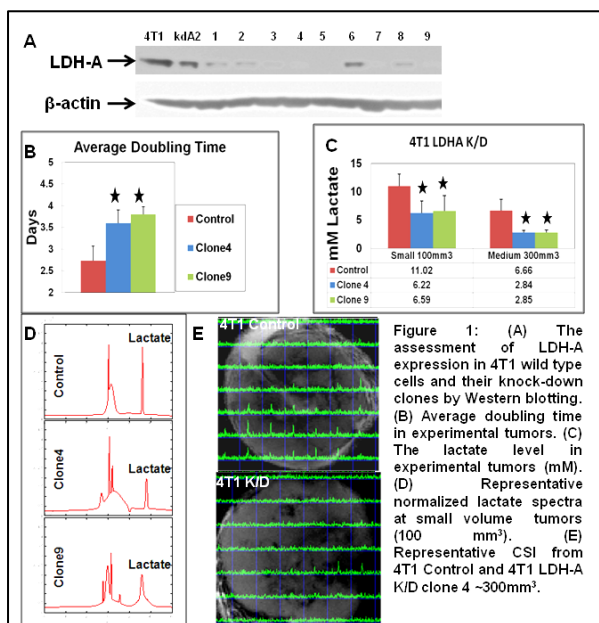 A
4T1 kdA2 1 2 3 4 5 6 7 8 9
LDH-A
β-actin
B
Average Doubling Time
Days
5
4.5
4
3.5
3
2.5
2
Control
Clone4
Clone9
C
4T1 LDHA K/D
mM Lactate
15
10
5
0
Small 100mm3 Medium 300mm3
Control 11.02 6.66
Clone 4 6.22 2.84
Clone 9 6.59 2.85
D
Control
Lactate
Clone4
Lactate
Clone9
Lactate
E
4T1 Control
4T1 K/D
Figure 1: (A) The
assessment of LDH-A
expression in 4T1 wild type
cells and their knock-down
clones by Western blotting.
(B) Average doubling time
in experimental tumors. (C)
The lactate level in
experimental tumors (mM).
(D) Representative
normalized lactate spectra
at small volume tumors
(100 mm³). (E)
Representative CSI from
4T1 Control and 4T1 LDH-A
K/D clone 4 ~300mm³.